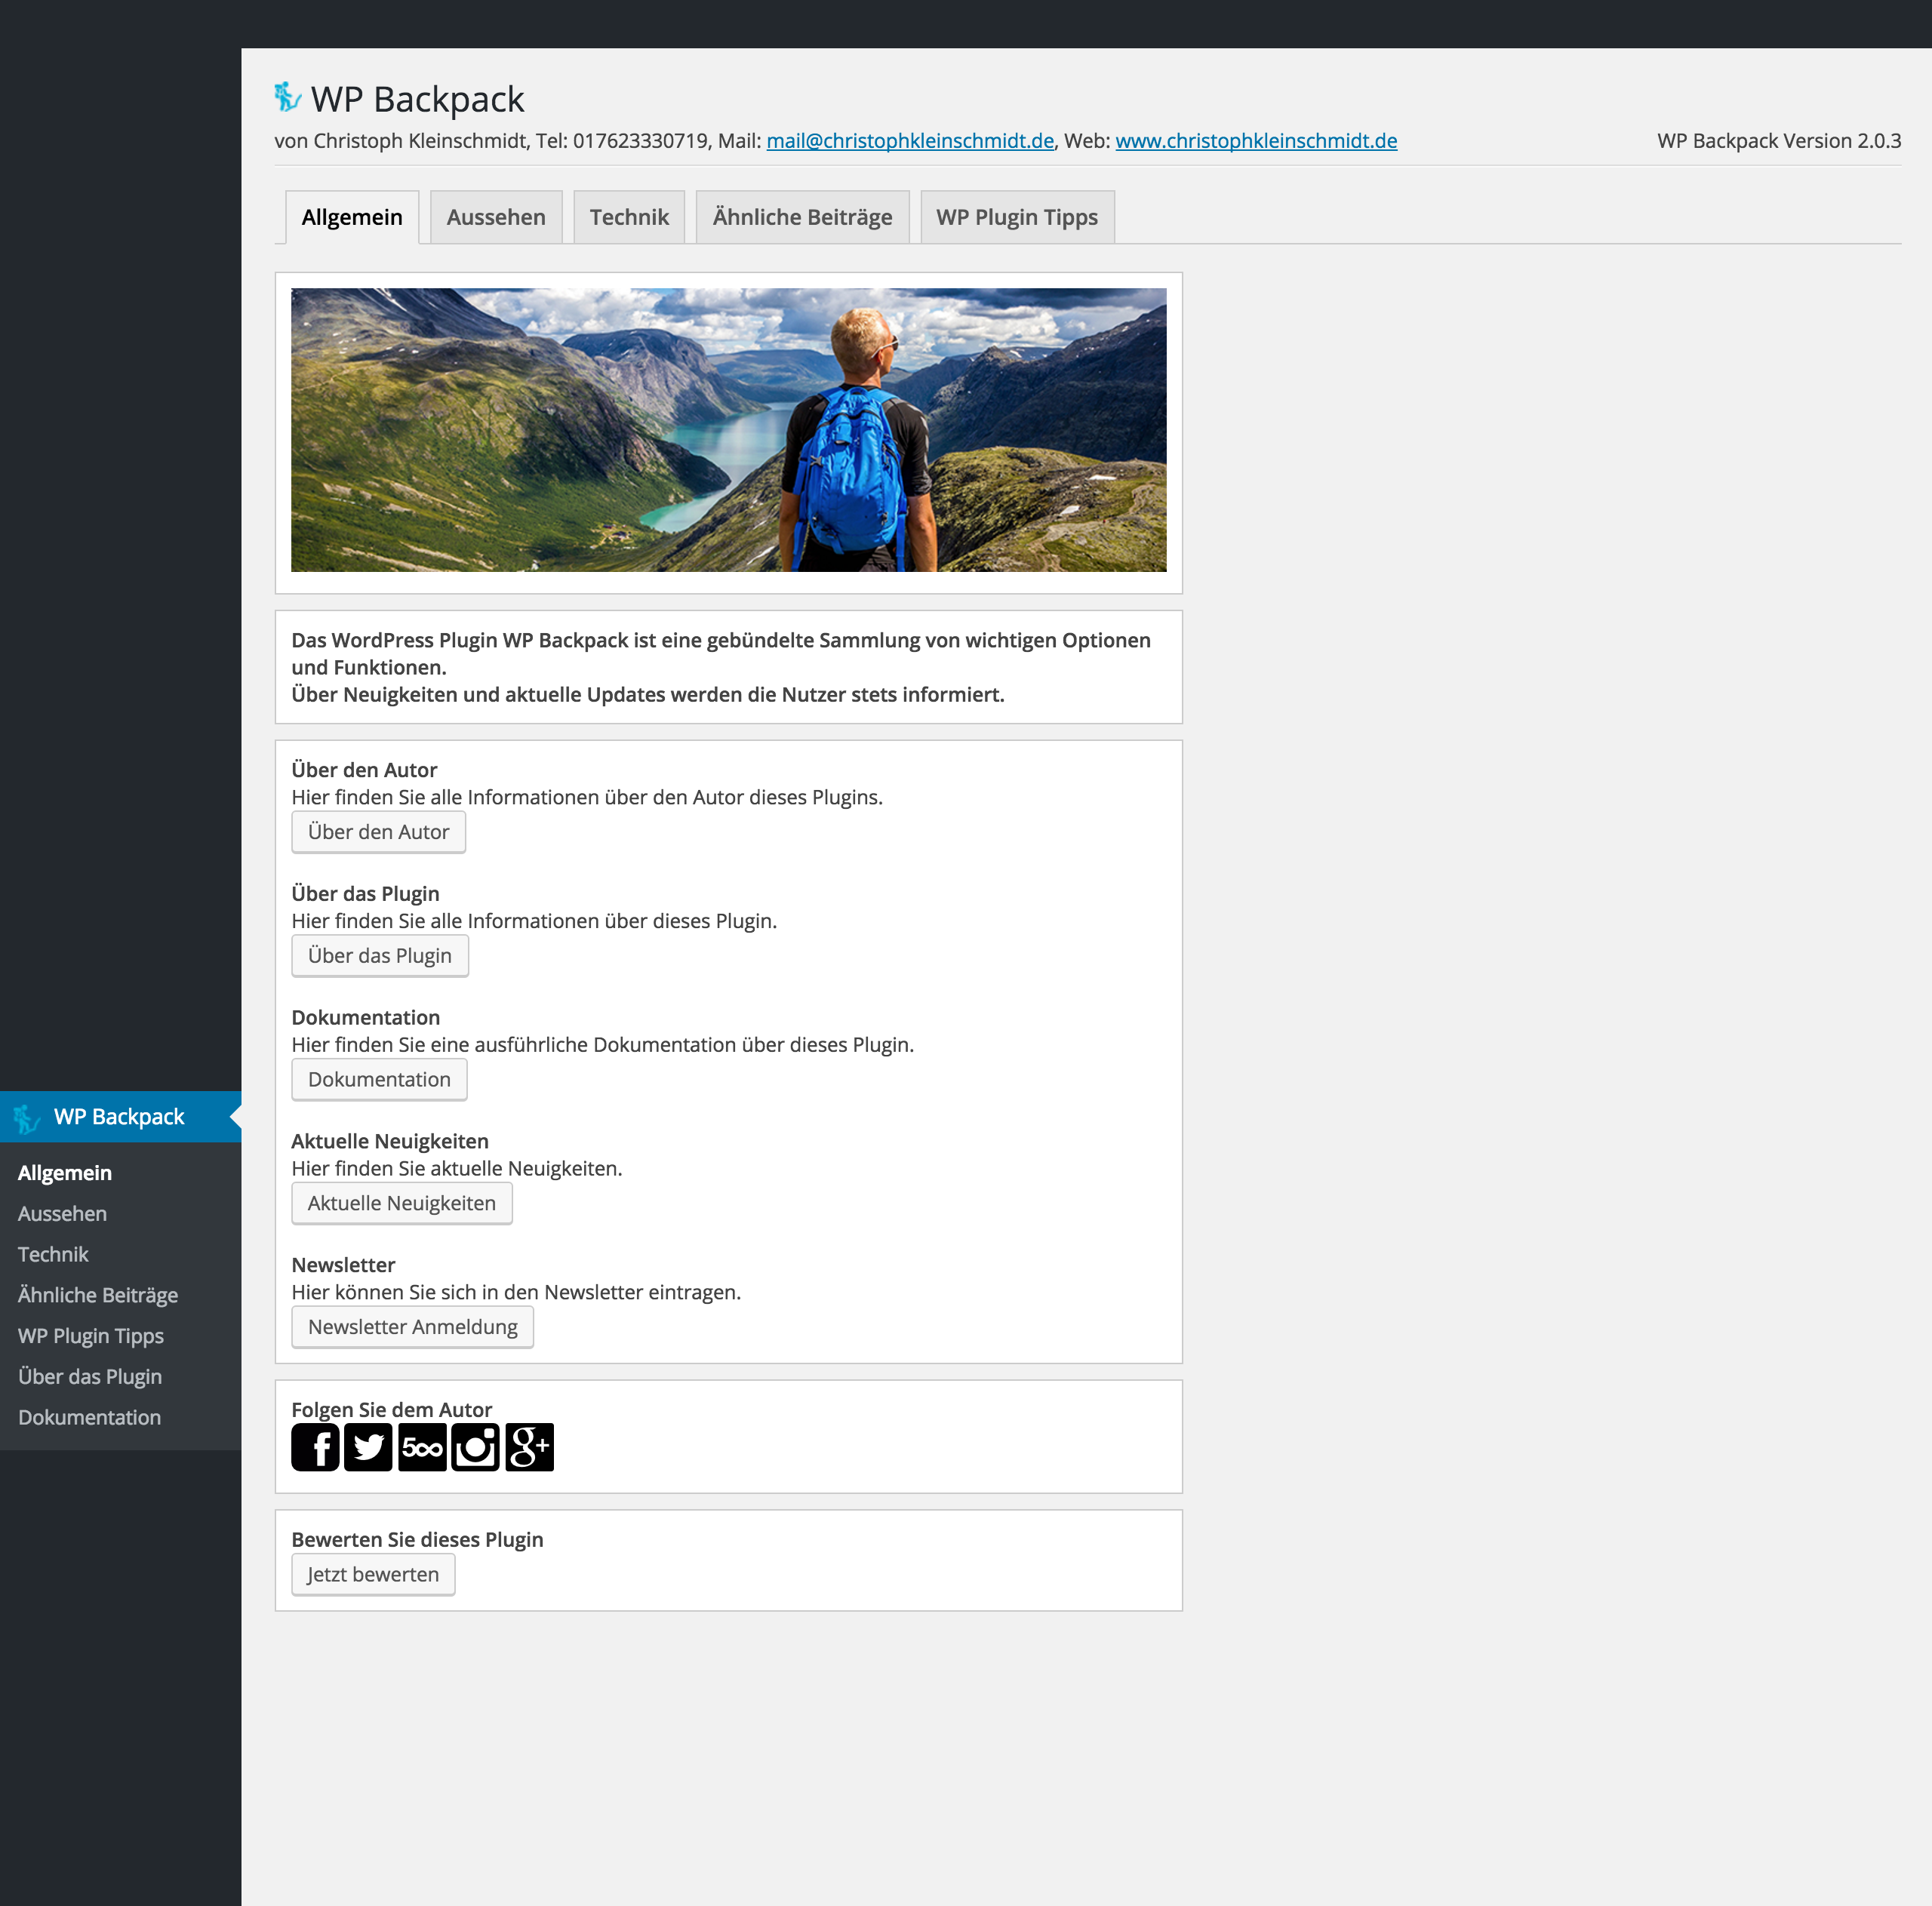 WP Backpack
von Christoph Kleinschmidt, Tel: 017623330719, Mail: mail@christophkleinschmidt.de, Web: www.christophkleinschmidt.de
WP Backpack Version 2.0.3
Allgemein
Aussehen
Technik
Ähnliche Beiträge
WP Plugin Tipps
Das WordPress Plugin WP Backpack ist eine gebündelte Sammlung von wichtigen Optionen
und Funktionen.
Über Neuigkeiten und aktuelle Updates werden die Nutzer stets informiert.
Über den Autor
Hier finden Sie alle Informationen über den Autor dieses Plugins.
Über den Autor
Über das Plugin
Hier finden Sie alle Informationen über dieses Plugin.
Über das Plugin
Dokumentation
Hier finden Sie eine ausführliche Dokumentation über dieses Plugin.
Dokumentation
Aktuelle Neuigkeiten
Hier finden Sie aktuelle Neuigkeiten.
Aktuelle Neuigkeiten
Newsletter
Hier können Sie sich in den Newsletter eintragen.
Newsletter Anmeldung
Folgen Sie dem Autor
f
500
g+
Bewerten Sie dieses Plugin
Jetzt bewerten
WP Backpack
Allgemein
Aussehen
Technik
Ähnliche Beiträge
WP Plugin Tipps
Über das Plugin
Dokumentation